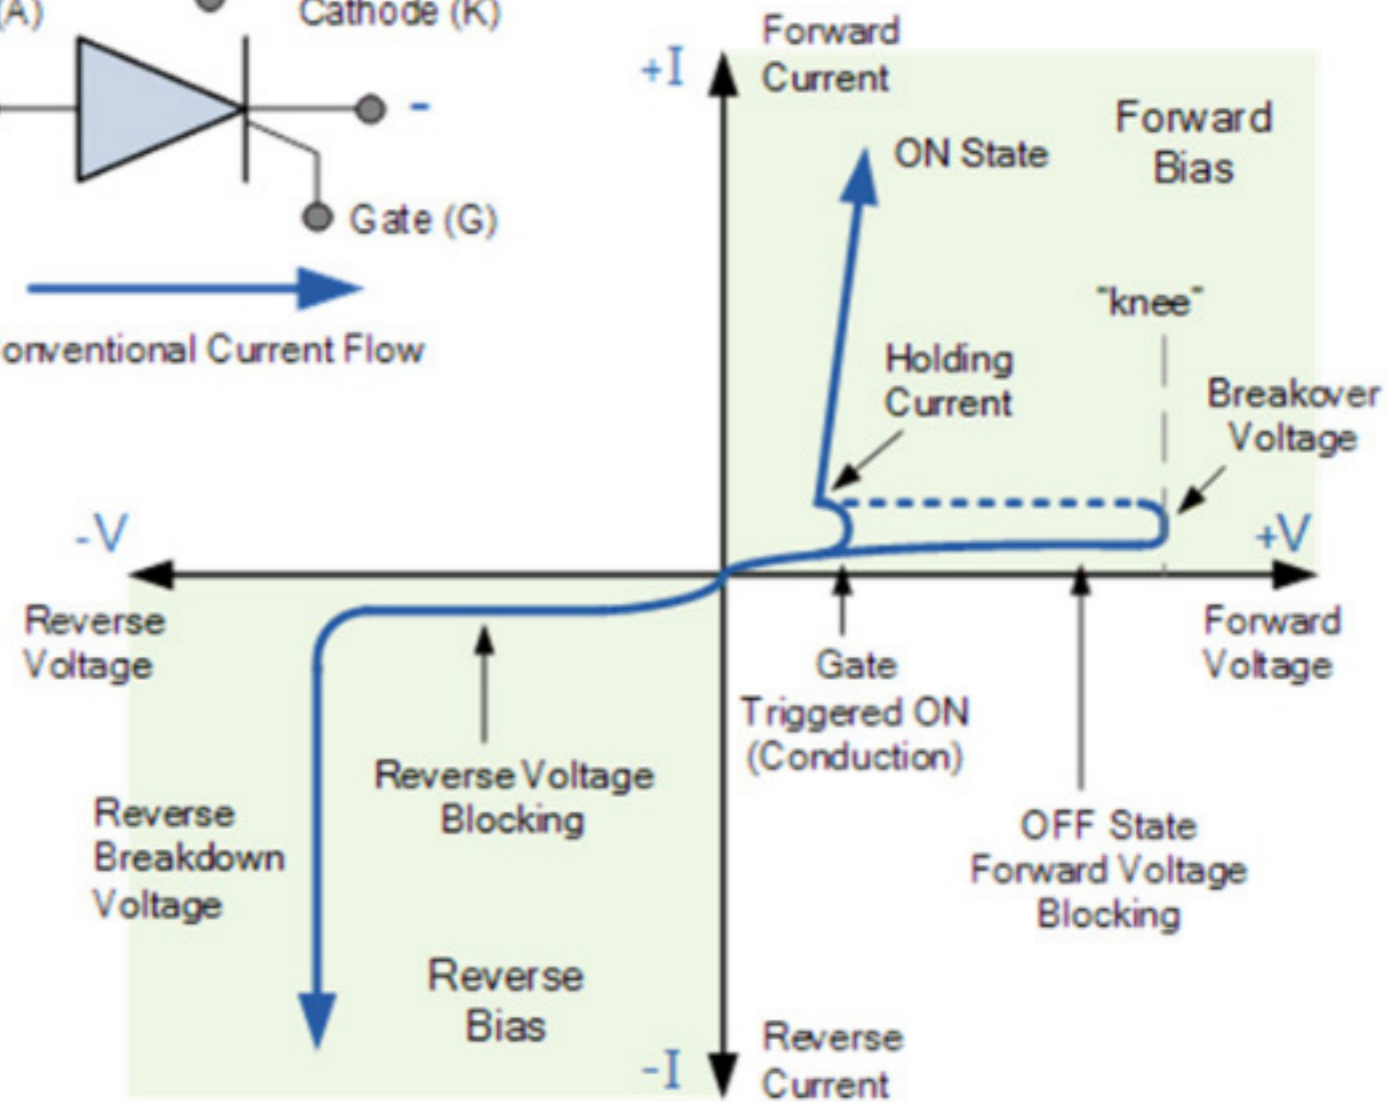 (A)
Cathode (K)
-
Gate (G)
onventional Current Flow
+I
Forward
Current
ON State
Forward
Bias
"knee"
Holding
Current
Breakover
Voltage
-V
+V
Reverse
Voltage
Forward
Voltage
Gate
Triggered ON
(Conduction)
Reverse Voltage
Blocking
Reverse
Breakdown
Voltage
OFF State
Forward Voltage
Blocking
Reverse
Bias
-I
Reverse
Current